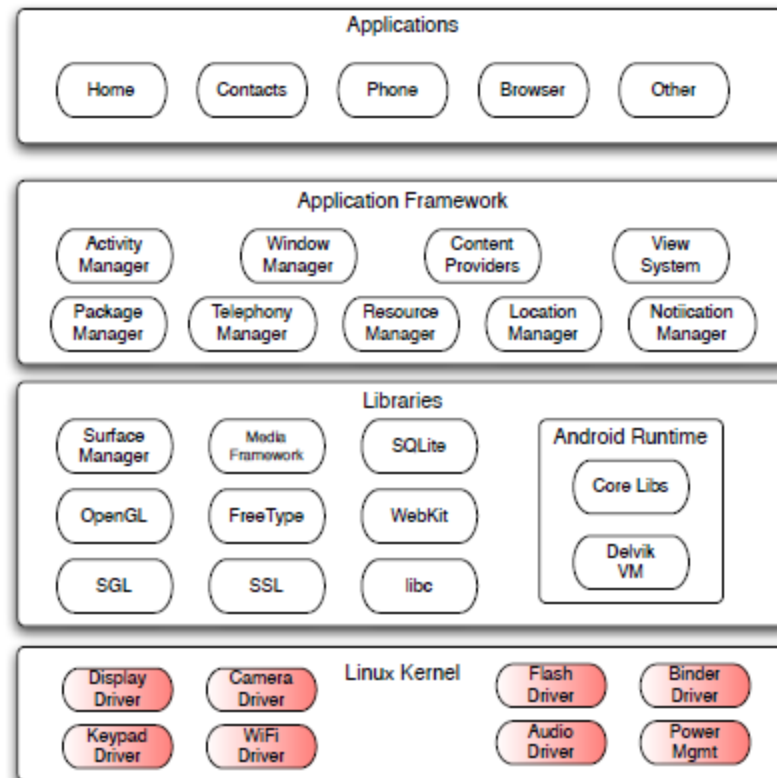 Applications
Home
Contacts
Phone
Browser
Other
Application Framework
Activity
Manager
Window
Manager
Content
Providers
View
System
Package
Manager
Telephony
Manager
Resource
Manager
Location
Manager
Notiication
Manager
Libraries
Surface
Manager
Media
Framework
SQLite
OpenGL
FreeType
WebKit
SGL
SSL
libc
Android Runtime
Core Libs
Delvik
VM
Linux Kernel
Display
Driver
Camera
Driver
Flash
Driver
Binder
Driver
Keypad
Driver
WiFi
Driver
Audio
Driver
Power
Mgmt